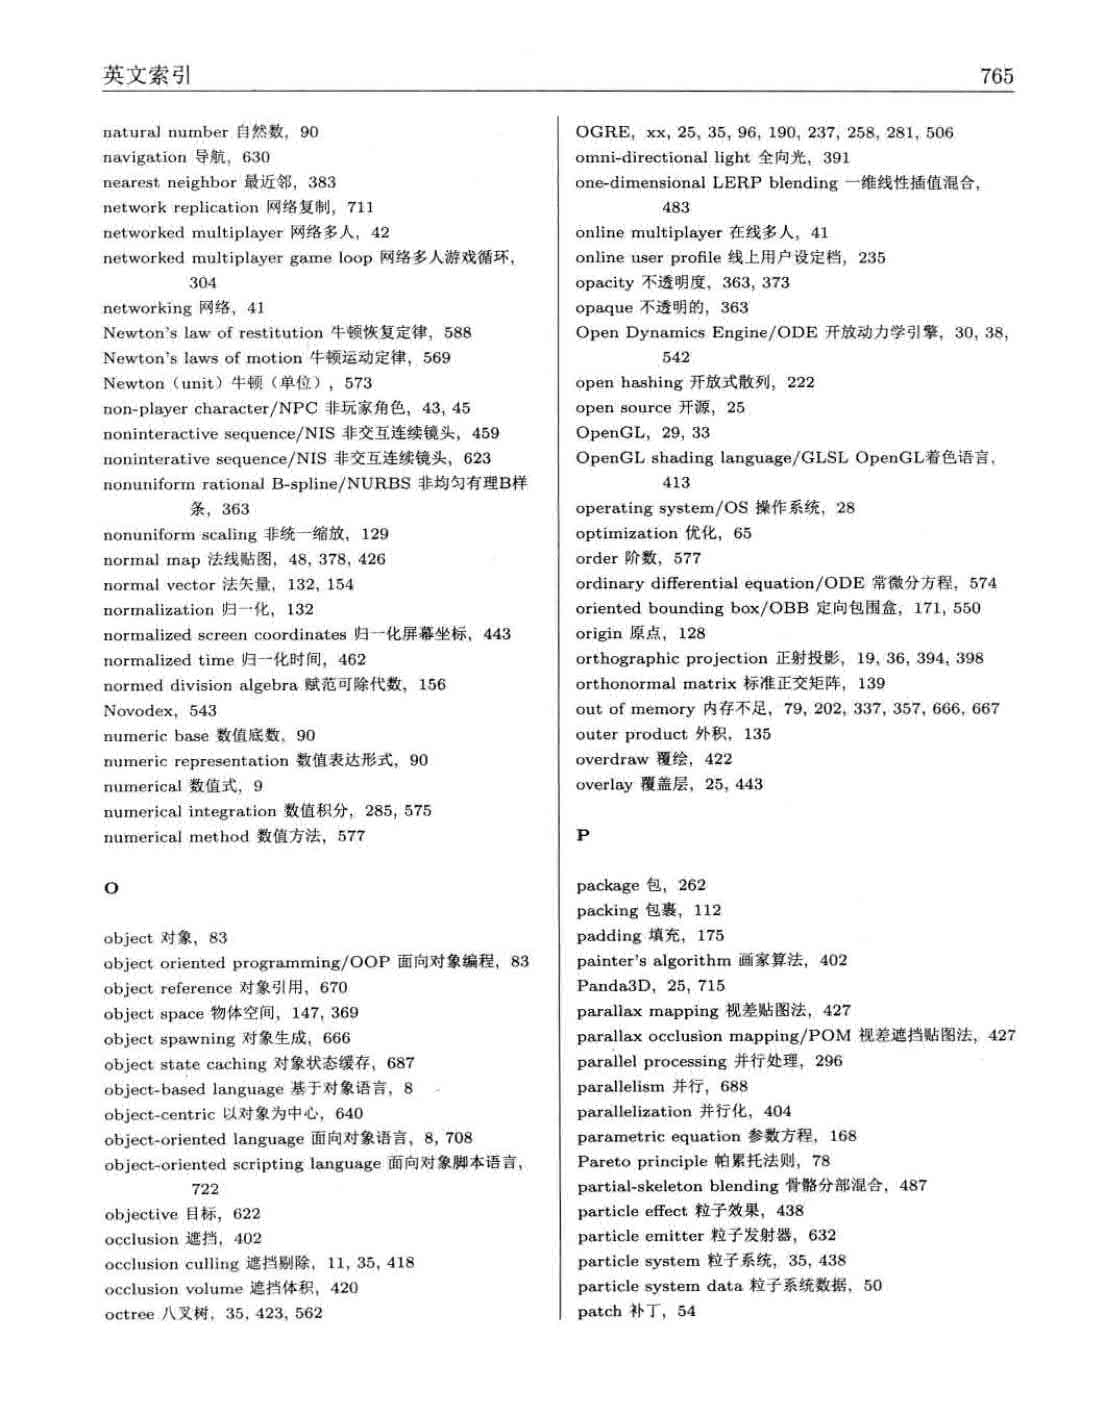 英文索引
765
natural number 自然数，90
navigation 导航，630
nearest neighbor 最近邻，383
network replication 网络复制，711
networked multiplayer 网络多人，42
networked multiplayer game loop 网络多人游戏循环，
304
networking 网络，41
Newton's law of restitution 牛顿恢复定律，588
Newton's laws of motion 牛顿运动定律，569
Newton（unit）牛顿（单位），573
non-player character/NPC 非玩家角色，43, 45
noninteractive sequence/NIS 非交互连续镜头，459
noninterative sequence/NIS 非交互连续镜头，623
nonuniform rational B-spline/NURBS 非均匀有理B样
条，363
nonuniform scaling 非统一缩放，129
normal map 法线贴图，48, 378, 426
normal vector 法矢量，132, 154
normalization 归一化，132
normalized screen coordinates 归一化屏幕坐标，443
normalized time 归一化时间，462
normed division algebra 赋范可除代数，156
Novodex，543
numeric base 数值底数，90
numeric representation 数值表达形式，90
numerical 数值式，9
numerical integration 数值积分，285, 575
numerical method 数值方法，577
O
object 对象，83
object oriented programming/OOP 面向对象编程，83
object reference 对象引用，670
object space 物体空间，147, 369
object spawning 对象生成，666
object state caching 对象状态缓存，687
object-based language 基于对象语言，8
object-centric 以对象为中心，640
object-oriented language 面向对象语言，8, 708
object-oriented scripting language 面向对象脚本语言，
722
objective 目标，622
occlusion 遮挡，402
occlusion culling 遮挡剔除，11, 35, 418
occlusion volume 遮挡体积，420
octree 八叉树，35, 423, 562
OGRE，xx, 25, 35, 96, 190, 237, 258, 281, 506
omni-directional light 全向光，391
one-dimensional LERP blending 一维线性插值混合，
483
online multiplayer 在线多人，41
online user profile 线上用户设定档，235
opacity 不透明度，363, 373
opaque 不透明的，363
Open Dynamics Engine/ODE 开放动力学引擎，30, 38,
542
open hashing 开放式散列，222
open source 开源，25
OpenGL，29, 33
OpenGL shading language/GLSL OpenGL着色语言，
413
operating system/OS 操作系统，28
optimization 优化，65
order 阶数，577
ordinary differential equation/ODE 常微分方程，574
oriented bounding box/OBB 定向包围盒，171, 550
origin 原点，128
orthographic projection 正射投影，19, 36, 394, 398
orthonormal matrix 标准正交矩阵，139
out of memory 内存不足，79, 202, 337, 357, 666, 667
outer product 外积，135
overdraw 覆绘，422
overlay 覆盖层，25, 443
P
package 包，262
packing 包裹，112
padding 填充，175
painter's algorithm 画家算法，402
Panda3D，25, 715
parallax mapping 视差贴图法，427
parallax occlusion mapping/POM 视差遮挡贴图法，427
parallel processing 并行处理，296
parallelism 并行，688
parallelization 并行化，404
parametric equation 参数方程，168
Pareto principle 帕累托法则，78
partial-skeleton blending 骨骼分部混合，487
particle effect 粒子效果，438
particle emitter 粒子发射器，632
particle system 粒子系统，35, 438
particle system data 粒子系统数据，50
patch 补丁，54